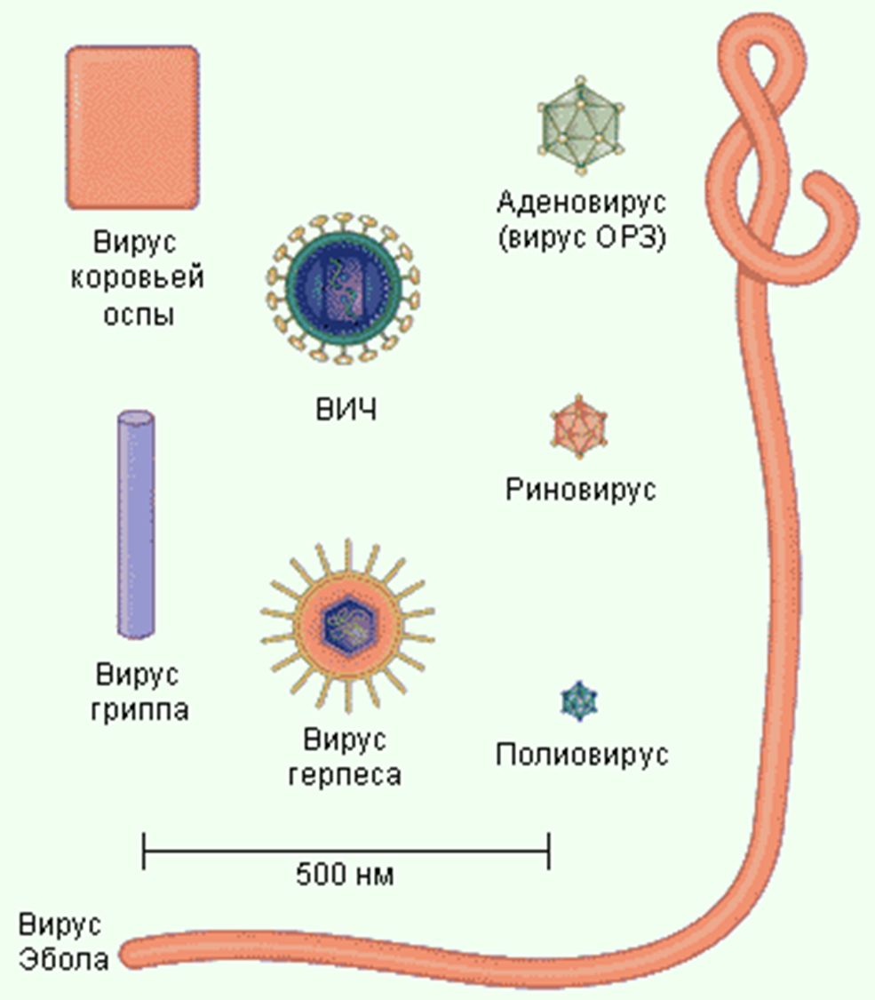 Вирус
коровьей
оспы
Аденовирус
(вирус ОРЗ)
ВИЧ
Риновирус
Вирус
гриппа
Вирус
герпеса
Полиовирус
500 нм
Вирус
Эбола